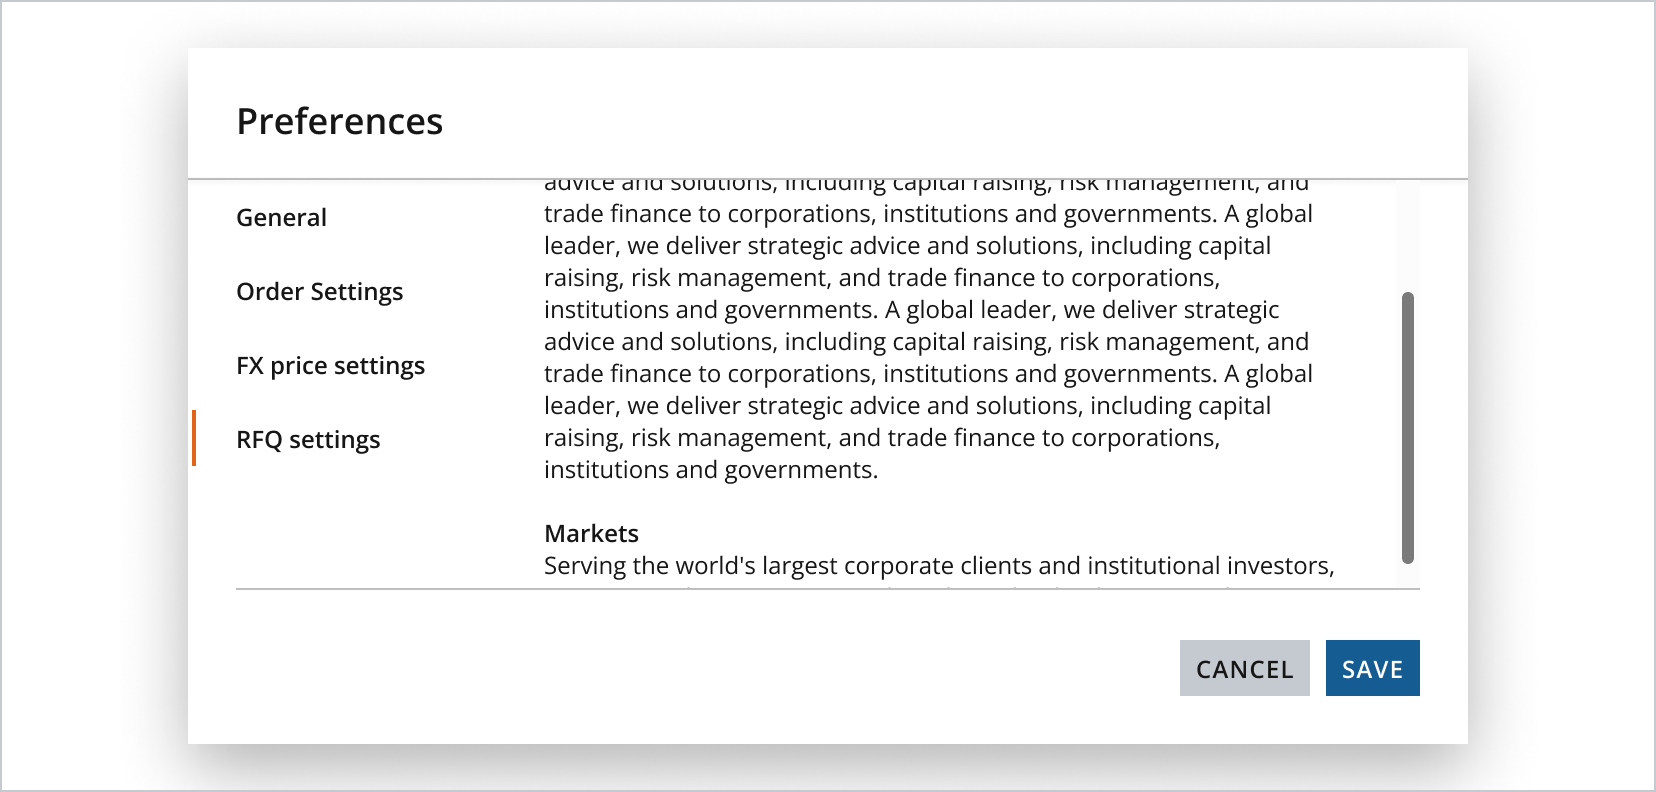 Preferences
General
Order Settings
FX price settings
RFQ settings
advice and solutions, including capital raising, risk management, and
trade finance to corporations, institutions and governments. A global
leader, we deliver strategic advice and solutions, including capital
raising, risk management, and trade finance to corporations,
institutions and governments. A global leader, we deliver strategic
advice and solutions, including capital raising, risk management, and
trade finance to corporations, institutions and governments. A global
leader, we deliver strategic advice and solutions, including capital
raising, risk management, and trade finance to corporations,
institutions and governments.
Markets
Serving the world's largest corporate clients and institutional investors,
CANCEL
SAVE